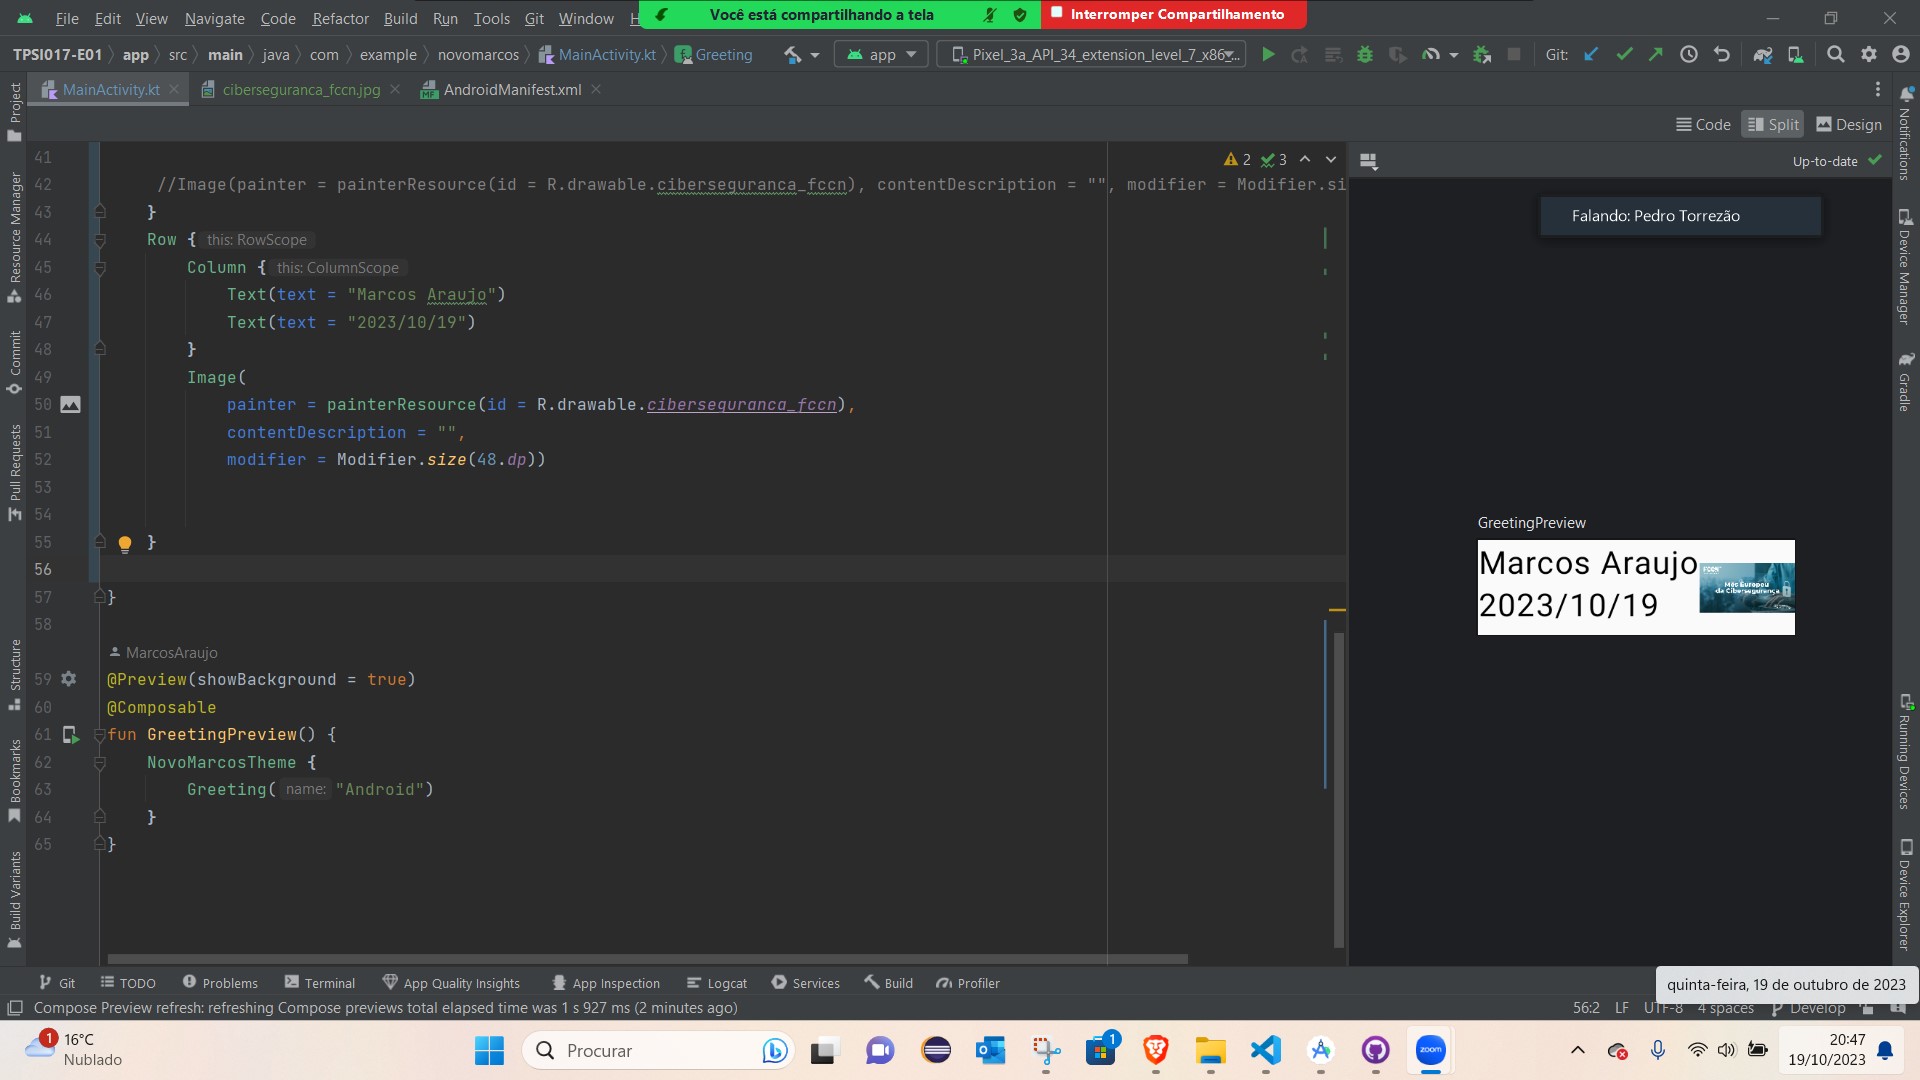 File Edit View Navigate Code Refactor Build Run Tools Git Window H
Você está compartilhando a tela
Interromper Compartilhamento
TPSI017-E01 app src main java com example novomarcos MainActivity.kt Greeting
app
Pixel_3a_API_34_extension_level_7_x86...
Git:
MainActivity.kt
ciberseguranca_fccn.jpg
AndroidManifest.xml
Code Split Design
2 3
Up-to-date
Falando: Pedro Torrezão
41
42 //Image(painter = painterResource(id = R.drawable.ciberseguranca_fccn), contentDescription = "", modifier = Modifier.si
43 }
44 Row { this: RowScope
45 Column { this: ColumnScope
46 Text(text = "Marcos Araujo")
47 Text(text = "2023/10/19")
48 }
49 Image(
50 painter = painterResource(id = R.drawable.ciberseguranca_fccn),
51 contentDescription = "",
52 modifier = Modifier.size(48.dp))
53
54
55 }
56
57 }
58
MarcosAraujo
59 @Preview(showBackground = true)
60 @Composable
61 fun GreetingPreview() {
62 NovoMarcosTheme {
63 Greeting( name: "Android")
64 }
65 }
GreetingPreview
Marcos Araujo
2023/10/19
Mês Europeu
da Cibersegurança
Project
Resource Manager
Commit
Pull Requests
Structure
Bookmarks
Build Variants
Notifications
Device Manager
Gradle
Running Devices
Device Explorer
Git TODO Problems Terminal App Quality Insights App Inspection Logcat Services Build Profiler
quinta-feira, 19 de outubro de 2023
Compose Preview refresh: refreshing Compose previews total elapsed time was 1 s 927 ms (2 minutes ago)
56:2 LF UTF-8 4 spaces Develop
1
16°C
Nublado
Procurar
1
zoom
20:47
19/10/2023